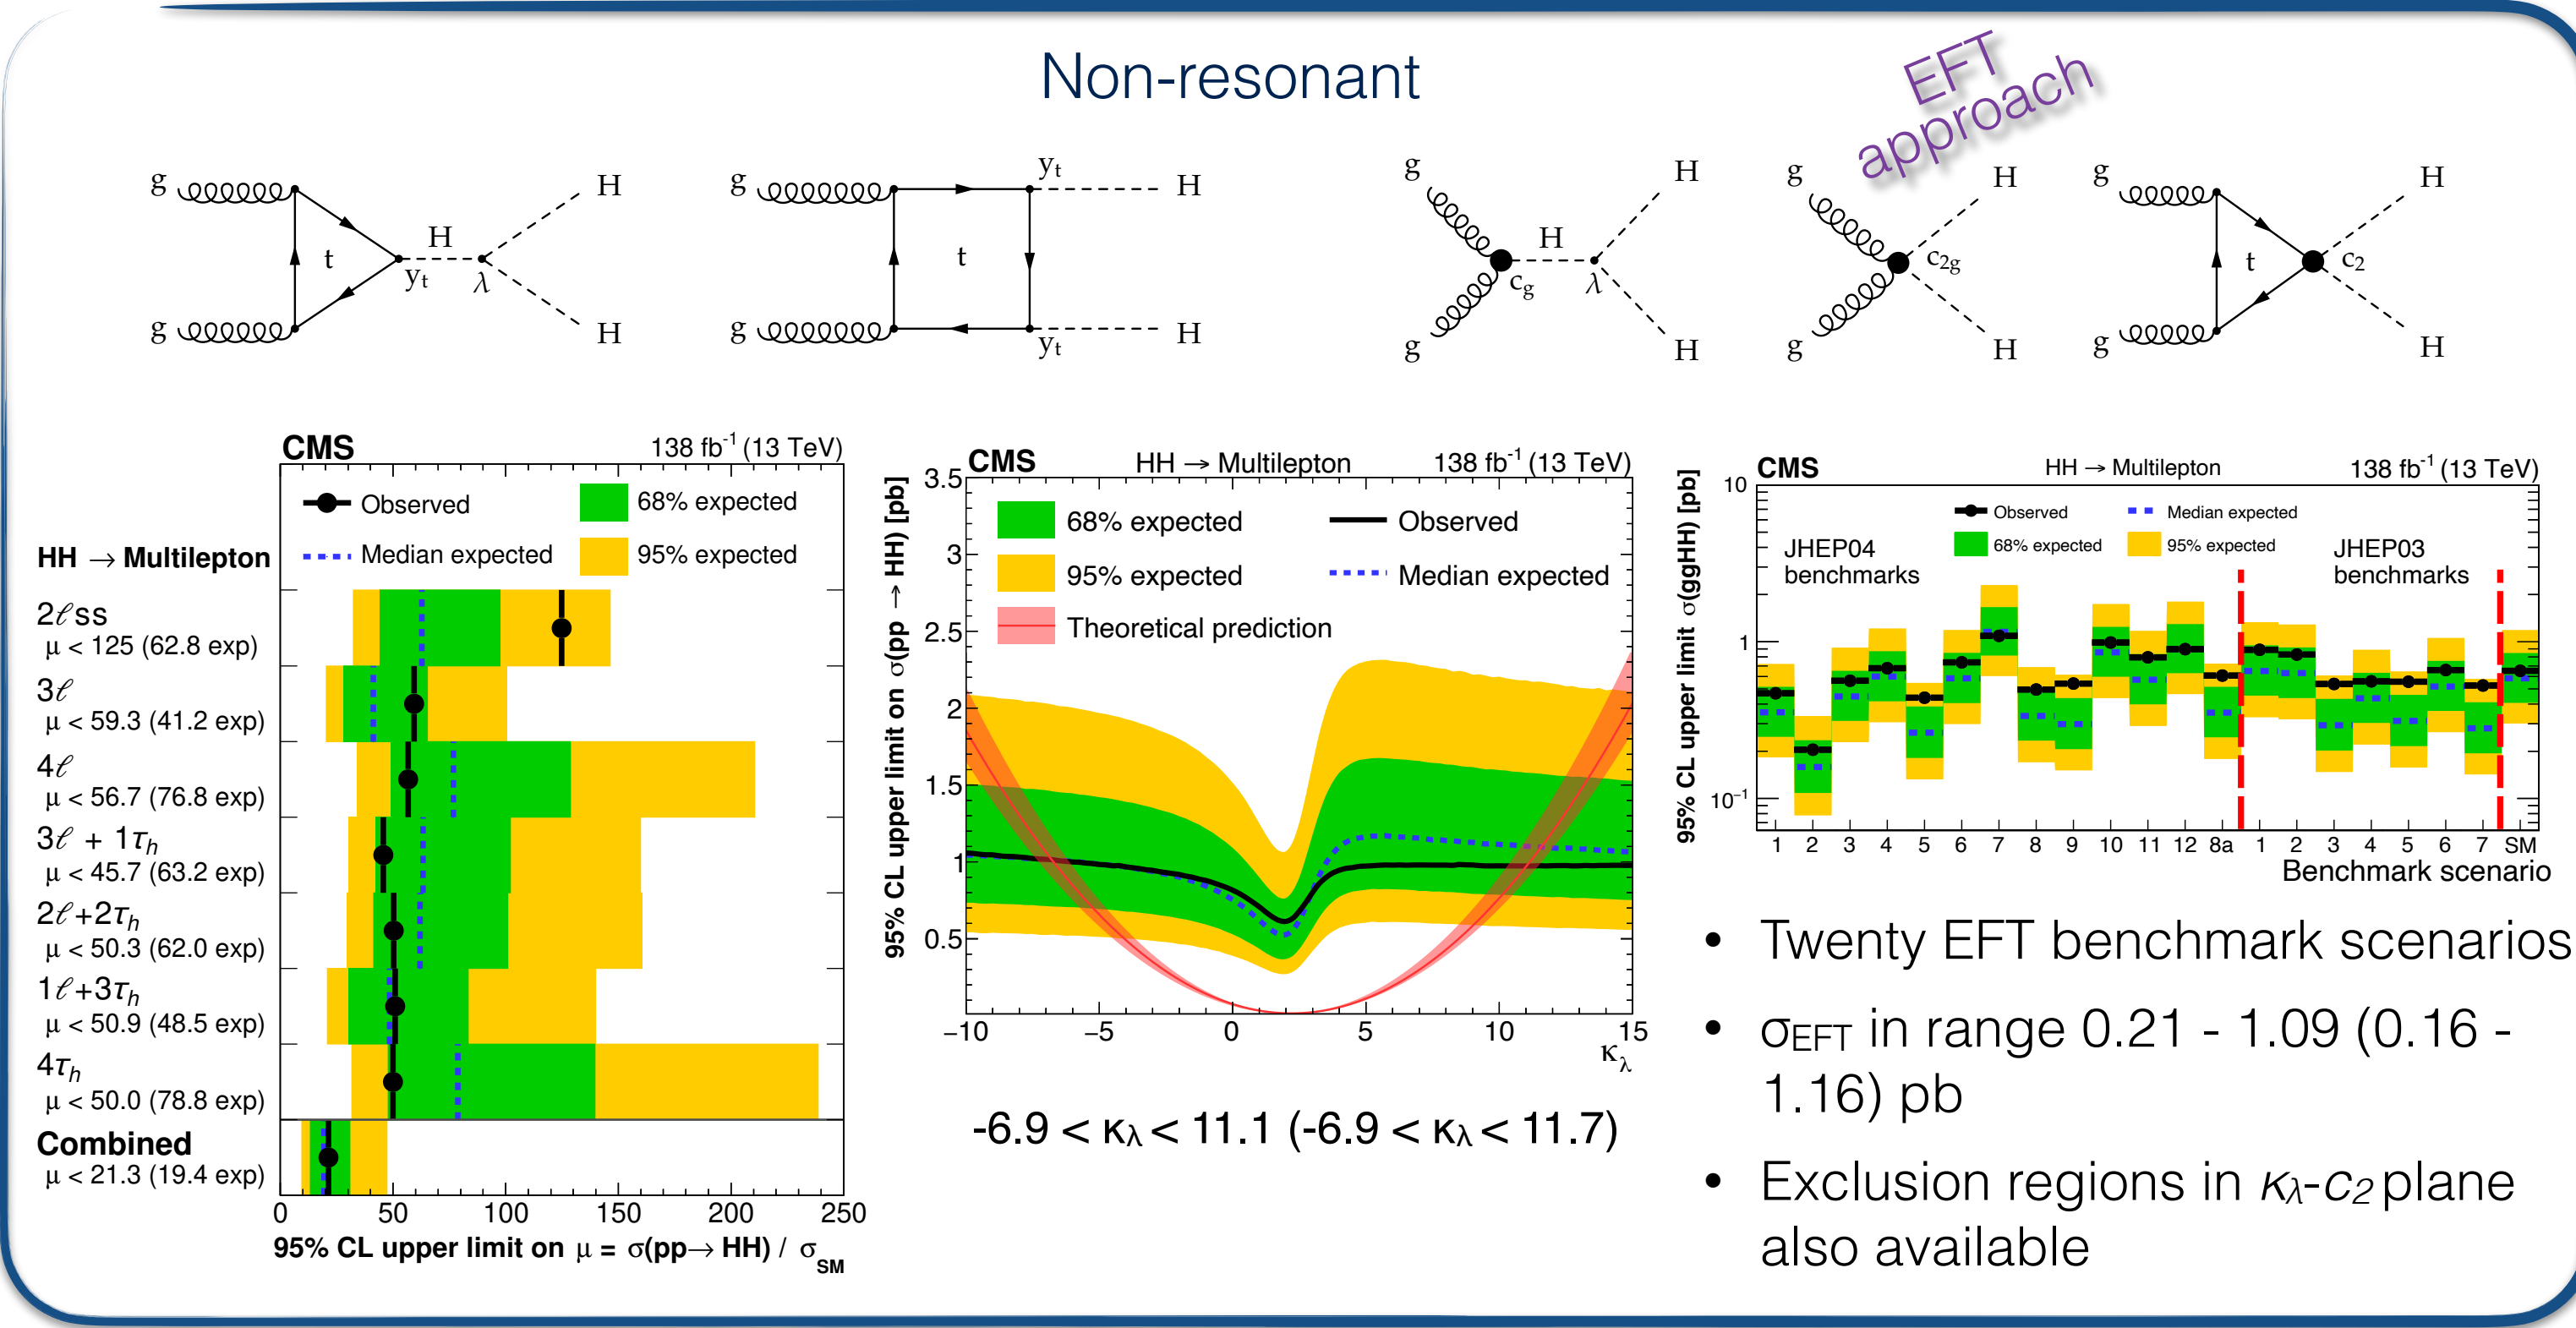 Non-resonant
EFT
approach
g
g
t
H
y_t
λ
H
H
g
g
t
y_t
y_t
H
H
g
g
c_g
H
λ
H
H
g
g
c_2g
H
H
g
g
t
c_2
H
H
CMS 138 fb⁻¹ (13 TeV)
Observed 68% expected
Median expected 95% expected
HH → Multilepton
2ℓss
μ < 125 (62.8 exp)
3ℓ
μ < 59.3 (41.2 exp)
4ℓ
μ < 56.7 (76.8 exp)
3ℓ + 1τ_h
μ < 45.7 (63.2 exp)
2ℓ+2τ_h
μ < 50.3 (62.0 exp)
1ℓ+3τ_h
μ < 50.9 (48.5 exp)
4τ_h
μ < 50.0 (78.8 exp)
Combined
μ < 21.3 (19.4 exp)
0 50 100 150 200 250
95% CL upper limit on μ = σ(pp→ HH) / σ_SM
CMS HH → Multilepton 138 fb⁻¹ (13 TeV)
95% CL upper limit on σ(pp → HH) [pb]
68% expected Observed
95% expected Median expected
Theoretical prediction
3.5
3
2.5
2
1.5
1
0.5
−10 −5 0 5 10 15
κ_λ
-6.9 < κλ < 11.1 (-6.9 < κλ < 11.7)
CMS HH → Multilepton 138 fb⁻¹ (13 TeV)
95% CL upper limit σ(ggHH) [pb]
Observed Median expected
68% expected 95% expected
JHEP04
benchmarks
JHEP03
benchmarks
10
1
10⁻¹
1 2 3 4 5 6 7 8 9 10 11 12 8a 1 2 3 4 5 6 7 SM
Benchmark scenario
• Twenty EFT benchmark scenarios
• σEFT in range 0.21 - 1.09 (0.16 -
1.16) pb
• Exclusion regions in κλ-c2 plane
also available